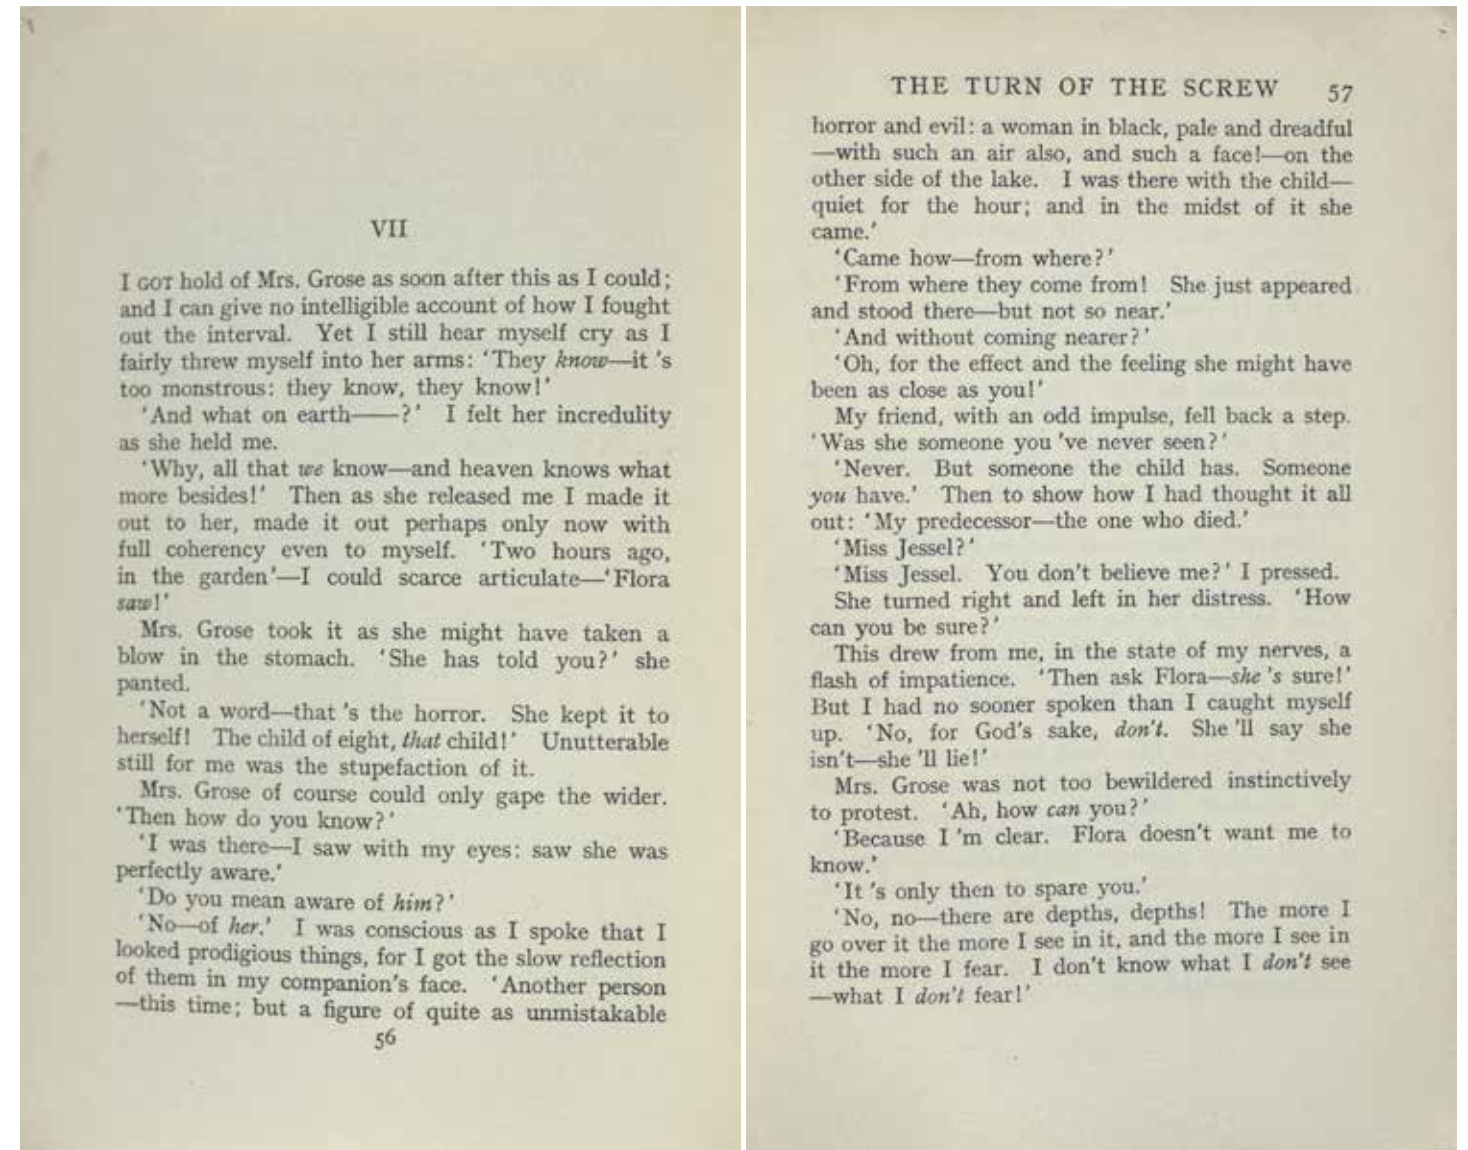 VII
I GOT hold of Mrs. Grose as soon after this as I could;
and I can give no intelligible account of how I fought
out the interval. Yet I still hear myself cry as I
fairly threw myself into her arms: ‘They know—it ’s
too monstrous: they know, they know!’
‘And what on earth——?’ I felt her incredulity
as she held me.
‘Why, all that we know—and heaven knows what
more besides!’ Then as she released me I made it
out to her, made it out perhaps only now with
full coherency even to myself. ‘Two hours ago,
in the garden’—I could scarce articulate—‘Flora
saw!’
Mrs. Grose took it as she might have taken a
blow in the stomach. ‘She has told you?’ she
panted.
‘Not a word—that ’s the horror. She kept it to
herself! The child of eight, that child!’ Unutterable
still for me was the stupefaction of it.
Mrs. Grose of course could only gape the wider.
‘Then how do you know?’
‘I was there—I saw with my eyes: saw she was
perfectly aware.’
‘Do you mean aware of him?’
‘No—of her.’ I was conscious as I spoke that I
looked prodigious things, for I got the slow reflection
of them in my companion’s face. ‘Another person
—this time; but a figure of quite as unmistakable
56
THE TURN OF THE SCREW 57
horror and evil: a woman in black, pale and dreadful
—with such an air also, and such a face!—on the
other side of the lake. I was there with the child—
quiet for the hour; and in the midst of it she
came.’
‘Came how—from where?’
‘From where they come from! She just appeared
and stood there—but not so near.’
‘And without coming nearer?’
‘Oh, for the effect and the feeling she might have
been as close as you!’
My friend, with an odd impulse, fell back a step.
‘Was she someone you ’ve never seen?’
‘Never. But someone the child has. Someone
you have.’ Then to show how I had thought it all
out: ‘My predecessor—the one who died.’
‘Miss Jessel?’
‘Miss Jessel. You don’t believe me?’ I pressed.
She turned right and left in her distress. ‘How
can you be sure?’
This drew from me, in the state of my nerves, a
flash of impatience. ‘Then ask Flora—she ’s sure!’
But I had no sooner spoken than I caught myself
up. ‘No, for God’s sake, don’t. She ’ll say she
isn’t—she ’ll lie!’
Mrs. Grose was not too bewildered instinctively
to protest. ‘Ah, how can you?’
‘Because I ’m clear. Flora doesn’t want me to
know.’
‘It ’s only then to spare you.’
‘No, no—there are depths, depths! The more I
go over it the more I see in it, and the more I see in
it the more I fear. I don’t know what I don’t see
—what I don’t fear!’